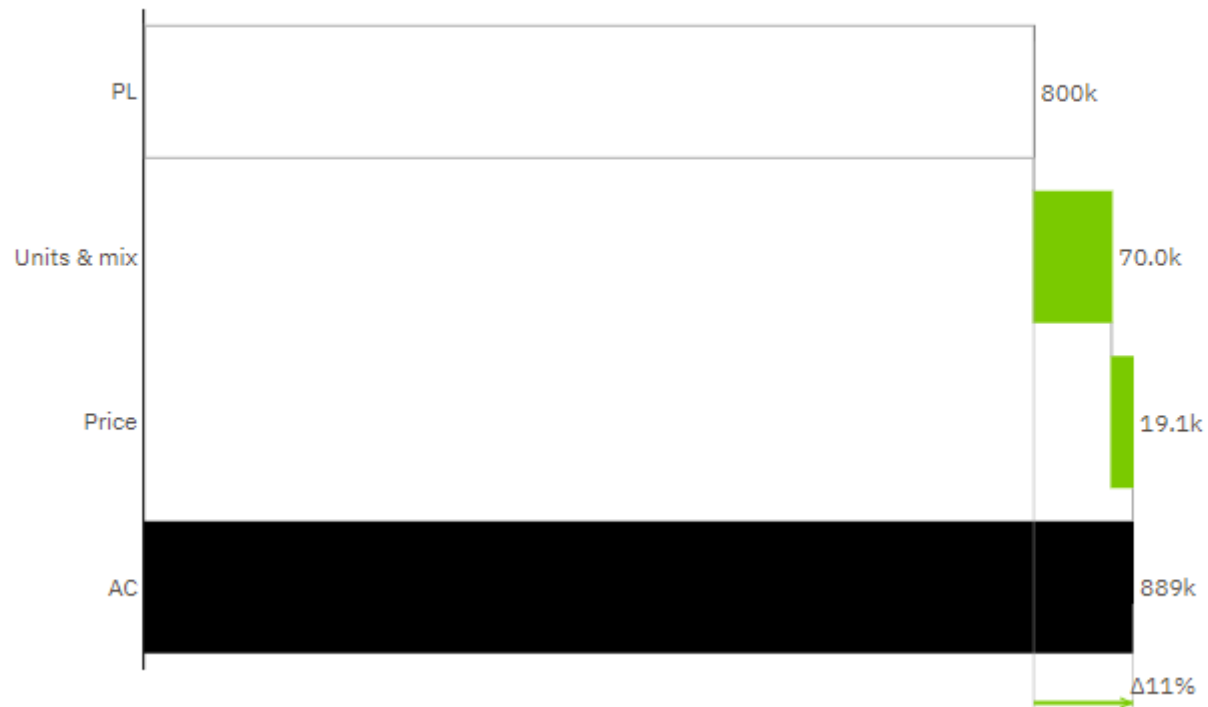 PL
800k
Units & mix
70.0k
Price
19.1k
AC
889k
Δ11%